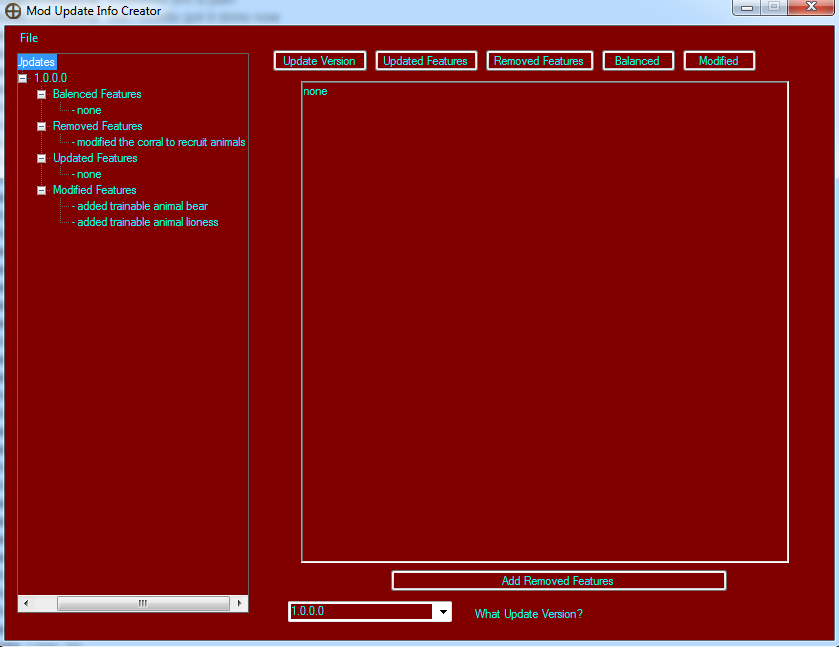 Mod Update Info Creator
File
Updates
1.0.0.0
Balenced Features
- none
Removed Features
- modified the corral to recruit animals
Updated Features
- none
Modified Features
- added trainable animal bear
- added trainable animal lioness
Update Version
Updated Features
Removed Features
Balanced
Modified
none
Add Removed Features
1.0.0.0
What Update Version?